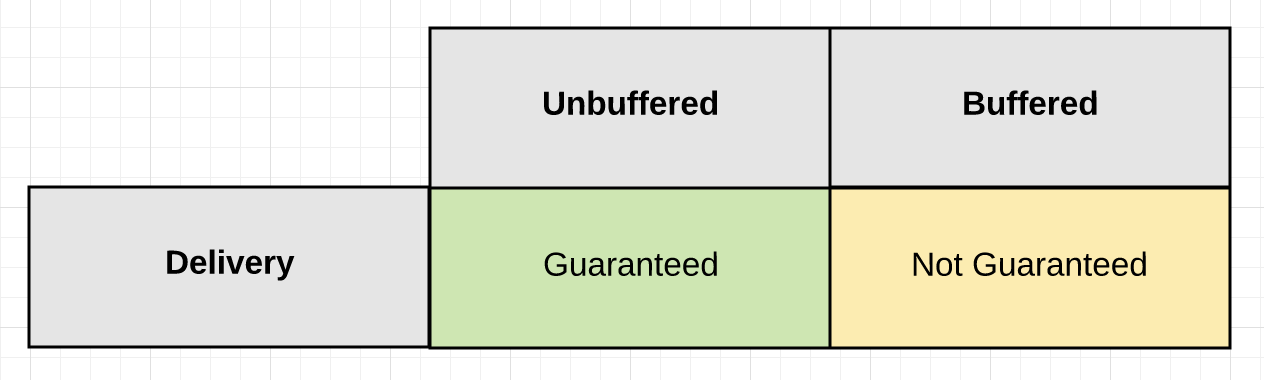 Unbuffered
Buffered
Delivery
Guaranteed
Not Guaranteed